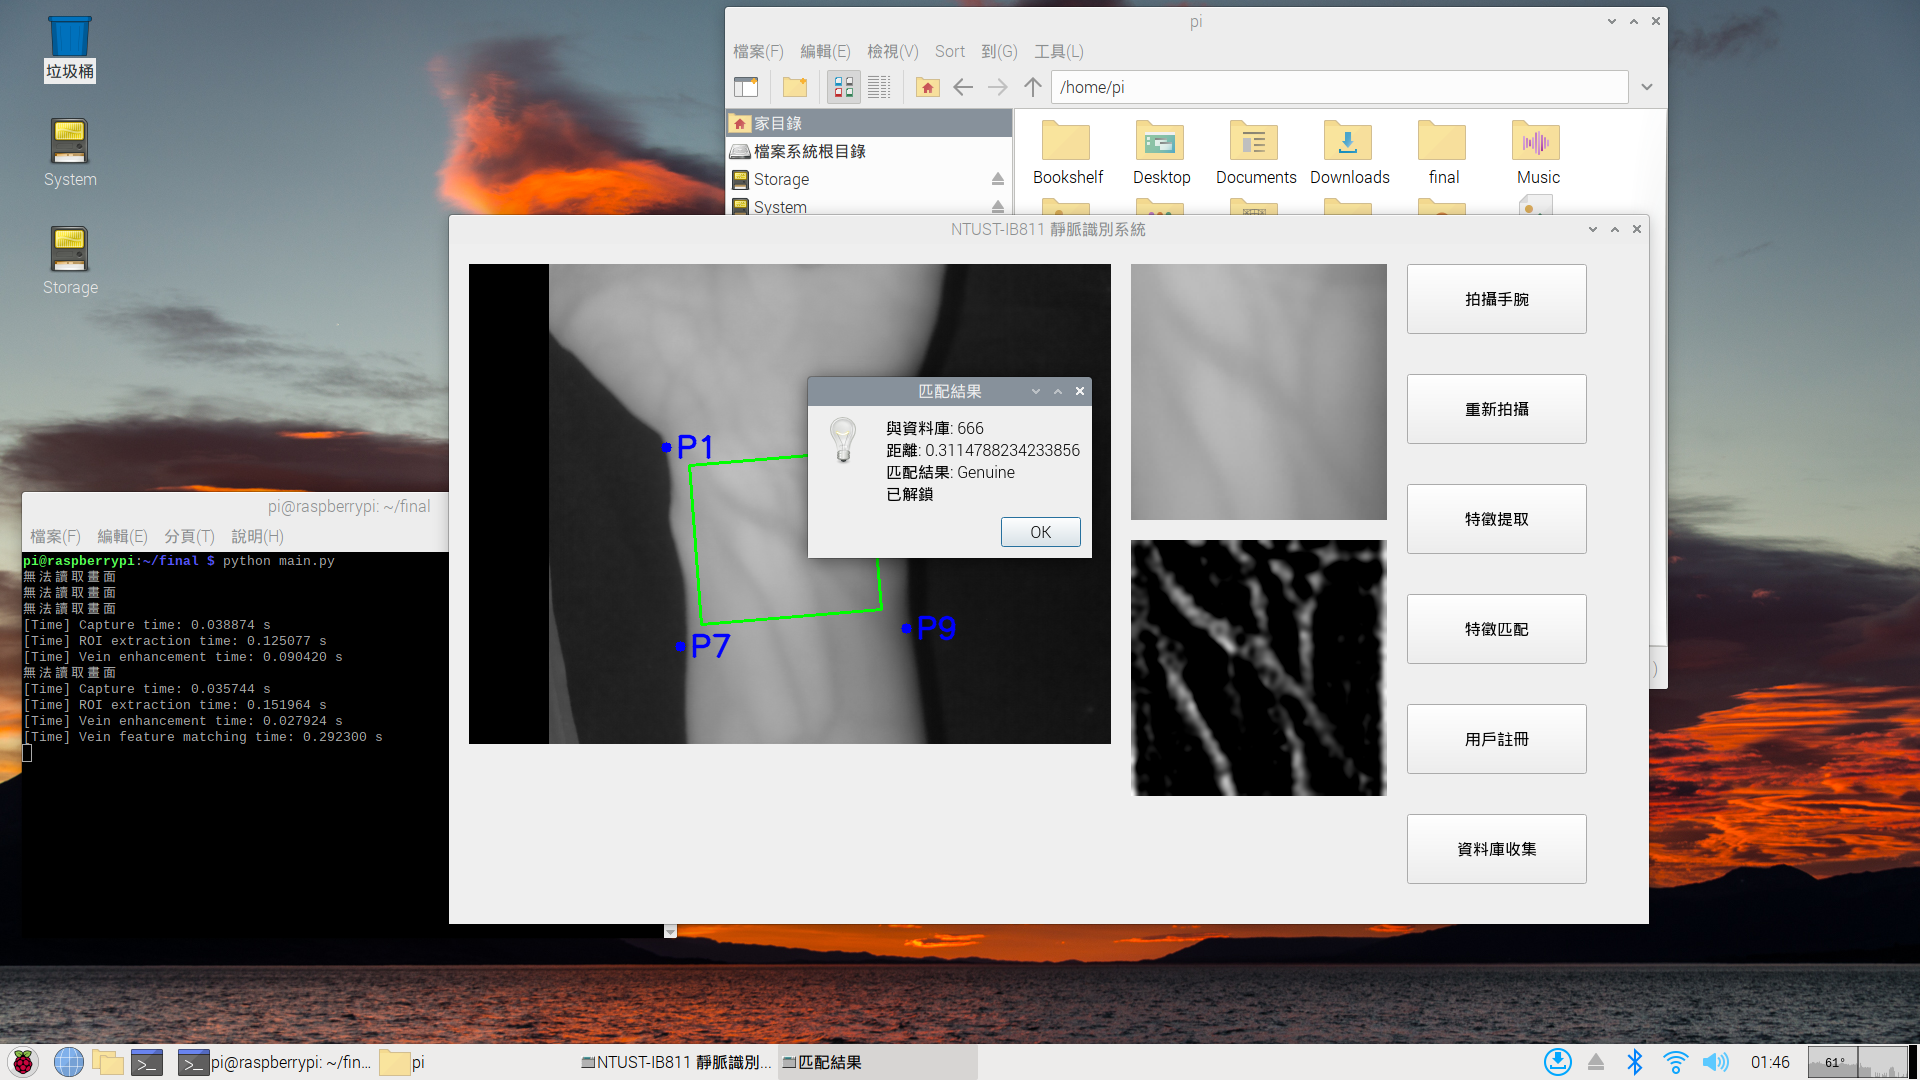 垃圾桶
System
Storage
pi
檔案(F) 編輯(E) 檢視(V) Sort 到(G) 工具(L)
/home/pi
家目錄
檔案系統根目錄
Storage
System
Bookshelf Desktop Documents Downloads final Music
NTUST-IB811 靜脈識別系統
P1
P7
P9
匹配結果
與資料庫: 666
距離: 0.3114788234233856
匹配結果: Genuine
已解鎖
OK
拍攝手腕
重新拍攝
特徵提取
特徵匹配
用戶註冊
資料庫收集
pi@raspberrypi: ~/final
檔案(F) 編輯(E) 分頁(T) 說明(H)
pi@raspberrypi:~/final $ python main.py
無法讀取畫面
無法讀取畫面
無法讀取畫面
[Time] Capture time: 0.038874 s
[Time] ROI extraction time: 0.125077 s
[Time] Vein enhancement time: 0.090420 s
無法讀取畫面
[Time] Capture time: 0.035744 s
[Time] ROI extraction time: 0.151964 s
[Time] Vein enhancement time: 0.027924 s
[Time] Vein feature matching time: 0.292300 s
pi@raspberrypi: ~/fin...
pi
NTUST-IB811 靜脈識別...
匹配結果
01:46
61°